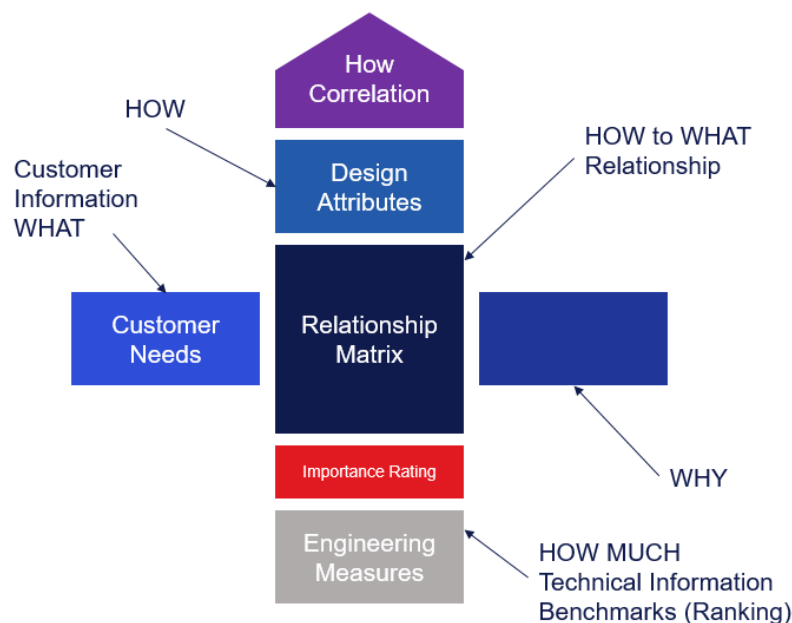 How
Correlation
HOW
HOW to WHAT
Relationship
Design
Attributes
Customer
Information
WHAT
Customer
Needs
Relationship
Matrix
Importance Rating
WHY
Engineering
Measures
HOW MUCH
Technical Information
Benchmarks (Ranking)